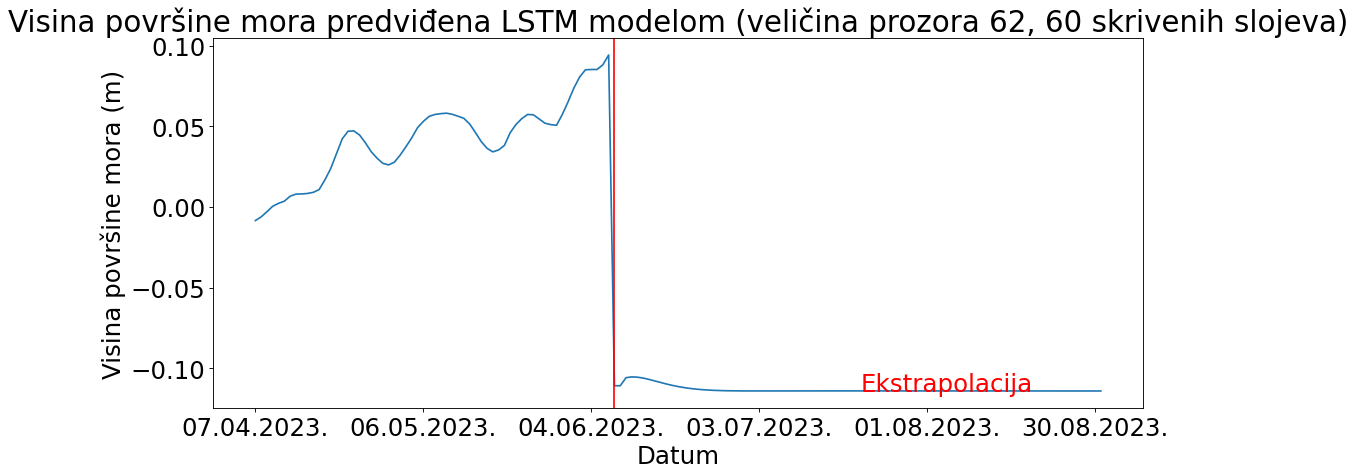 Visina površine mora predviđena LSTM modelom (veličina prozora 62, 60 skrivenih slojeva)
Visina površine mora (m)
0.10
0.05
0.00
−0.05
−0.10
Ekstrapolacija
07.04.2023. 06.05.2023. 04.06.2023. 03.07.2023. 01.08.2023. 30.08.2023.
Datum